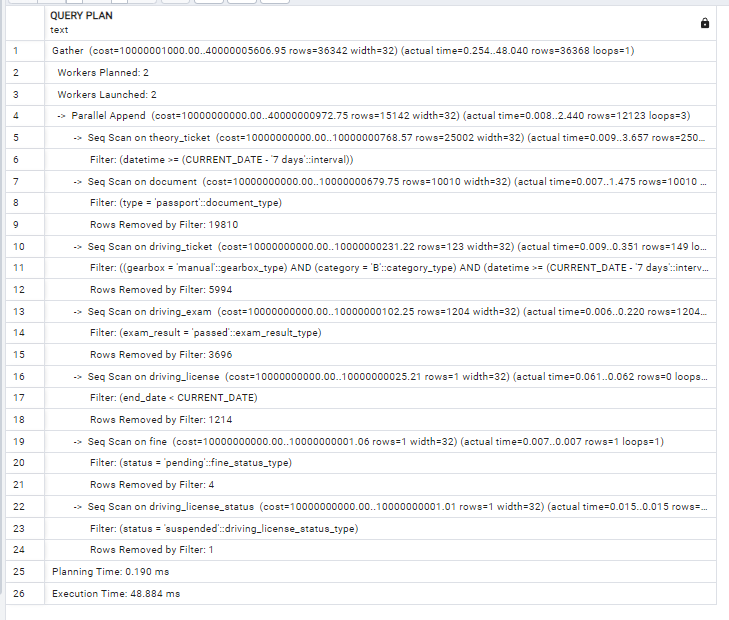 QUERY PLAN
text
1 Gather (cost=10000001000.00..40000005606.95 rows=36342 width=32) (actual time=0.254..48.040 rows=36368 loops=1)
2 Workers Planned: 2
3 Workers Launched: 2
4 -> Parallel Append (cost=10000000000.00..40000000972.75 rows=15142 width=32) (actual time=0.008..2.440 rows=12123 loops=3)
5 -> Seq Scan on theory_ticket (cost=10000000000.00..10000000768.57 rows=25002 width=32) (actual time=0.009..3.657 rows=250...
6 Filter: (datetime >= (CURRENT_DATE - '7 days'::interval))
7 -> Seq Scan on document (cost=10000000000.00..10000000679.75 rows=10010 width=32) (actual time=0.007..1.475 rows=10010 ...
8 Filter: (type = 'passport'::document_type)
9 Rows Removed by Filter: 19810
10 -> Seq Scan on driving_ticket (cost=10000000000.00..10000000231.22 rows=123 width=32) (actual time=0.009..0.351 rows=149 lo...
11 Filter: ((gearbox = 'manual'::gearbox_type) AND (category = 'B'::category_type) AND (datetime >= (CURRENT_DATE - '7 days'::interv...
12 Rows Removed by Filter: 5994
13 -> Seq Scan on driving_exam (cost=10000000000.00..10000000102.25 rows=1204 width=32) (actual time=0.006..0.220 rows=1204...
14 Filter: (exam_result = 'passed'::exam_result_type)
15 Rows Removed by Filter: 3696
16 -> Seq Scan on driving_license (cost=10000000000.00..10000000025.21 rows=1 width=32) (actual time=0.061..0.062 rows=0 loops...
17 Filter: (end_date < CURRENT_DATE)
18 Rows Removed by Filter: 1214
19 -> Seq Scan on fine (cost=10000000000.00..10000000001.06 rows=1 width=32) (actual time=0.007..0.007 rows=1 loops=1)
20 Filter: (status = 'pending'::fine_status_type)
21 Rows Removed by Filter: 4
22 -> Seq Scan on driving_license_status (cost=10000000000.00..10000000001.01 rows=1 width=32) (actual time=0.015..0.015 rows=...
23 Filter: (status = 'suspended'::driving_license_status_type)
24 Rows Removed by Filter: 1
25 Planning Time: 0.190 ms
26 Execution Time: 48.884 ms